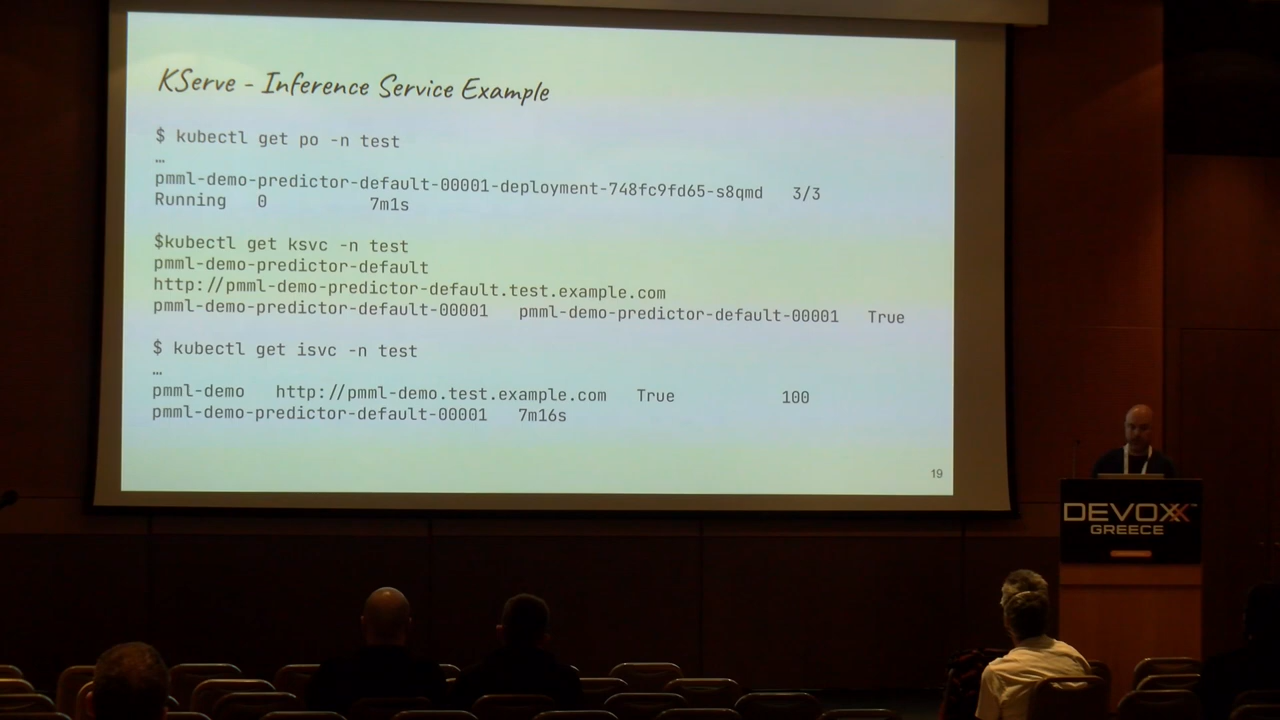 KServe - Inference Service Example
$ kubectl get po -n test
…
pmml-demo-predictor-default-00001-deployment-748fc9fd65-s8qmd 3/3
Running 0 7m1s
$kubectl get ksvc -n test
pmml-demo-predictor-default
http://pmml-demo-predictor-default.test.example.com
pmml-demo-predictor-default-00001 pmml-demo-predictor-default-00001 True
$ kubectl get isvc -n test
…
pmml-demo http://pmml-demo.test.example.com True 100
pmml-demo-predictor-default-00001 7m16s
19
DEVOXX
GREECE